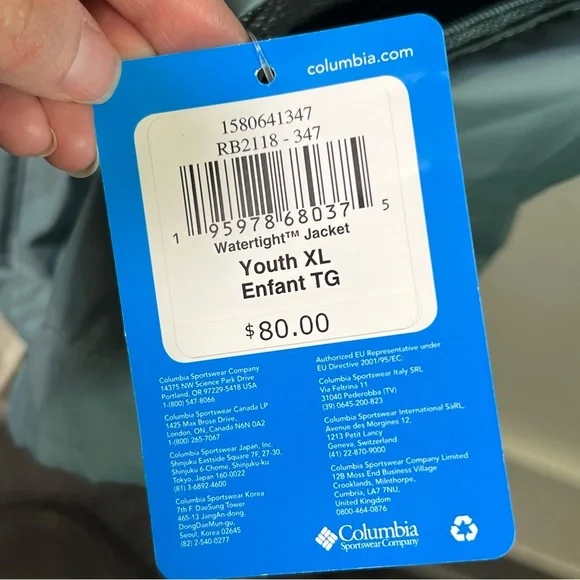 columbia.com
1580641347
RB2118 - 347
1 95978 68037 5
Watertight™ Jacket
Youth XL
Enfant TG
$80.00
Columbia Sportswear Company
14375 NW Science Park Drive
Portland, OR 97229-5418 USA
1-(800) 547-8066
Columbia Sportswear Canada LP
1425 Max Brose Drive,
London, ON, Canada N6N 0A2
1-(800) 265-7067
Columbia Sportswear Japan, Inc.
Shinjuku Eastside Square 7F, 27-30,
Shinjuku 6-Chome, Shinjuku-ku
Tokyo, Japan 160-0022
(81) 3-6892 4600
Columbia Sportswear Korea
7th F. DaeSung Tower
465-13 JangAn-dong,
DongDaeMun-gu,
Seoul, Korea 02645
(82) 2-540-0277
Authorized EU Representative under
EU Directive 2001/95/EC:
Columbia Sportswear Italy SRL
Via Feltrina 11
31040 Pederobba (TV)
(39) 0645-200-823
Columbia Sportswear International SàRL,
Avenue des Morgines 12,
1213 Petit Lancy
Geneva, Switzerland
(41) 22-870-9000
Columbia Sportswear Company Limited
12B Moss End Business Village
Crooklands, Milnthorpe,
Cumbria, LA7 7NU,
United Kingdom
0800-464-0876
Columbia
Sportswear Company